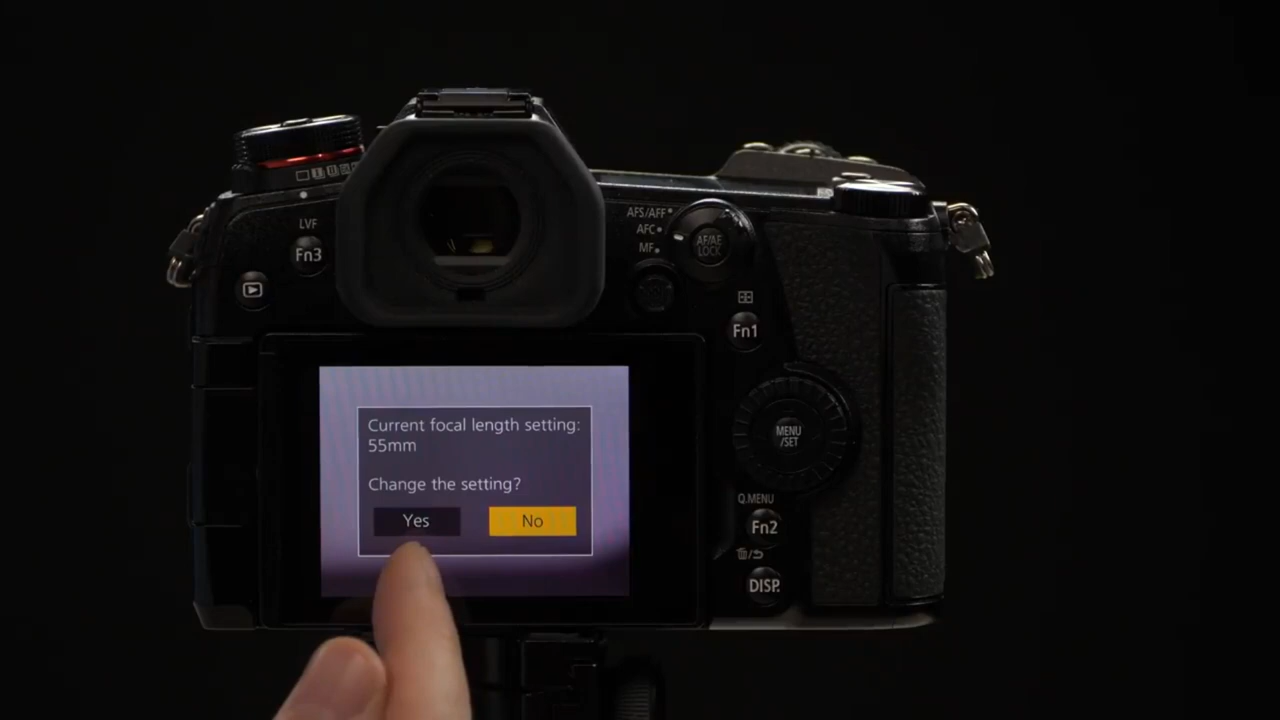 LVF
Fn3
AFS/AFF
AFC
MF
AF/AE
LOCK
Fn1
Current focal length setting:
55mm
Change the setting?
Yes
No
MENU
/SET
Q.MENU
Fn2
DISP.